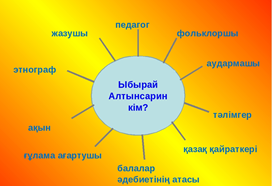 педагог
жазушы
фольклоршы
этнограф
аудармашы
Ыбырай
Алтынсарин
кім?
ақын
тәлімгер
ғұлама ағартушы
қазақ қайраткері
балалар
әдебиетінің атасы